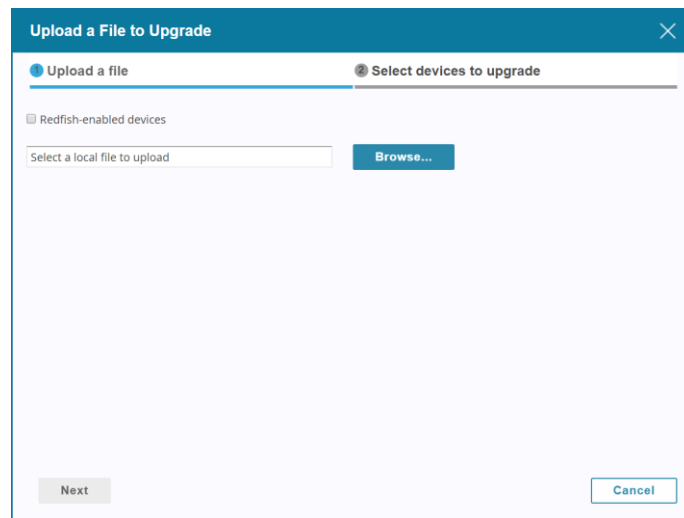 Upload a File to Upgrade
1 Upload a file
2 Select devices to upgrade
Redfish-enabled devices
Select a local file to upload
Browse...
Next
Cancel